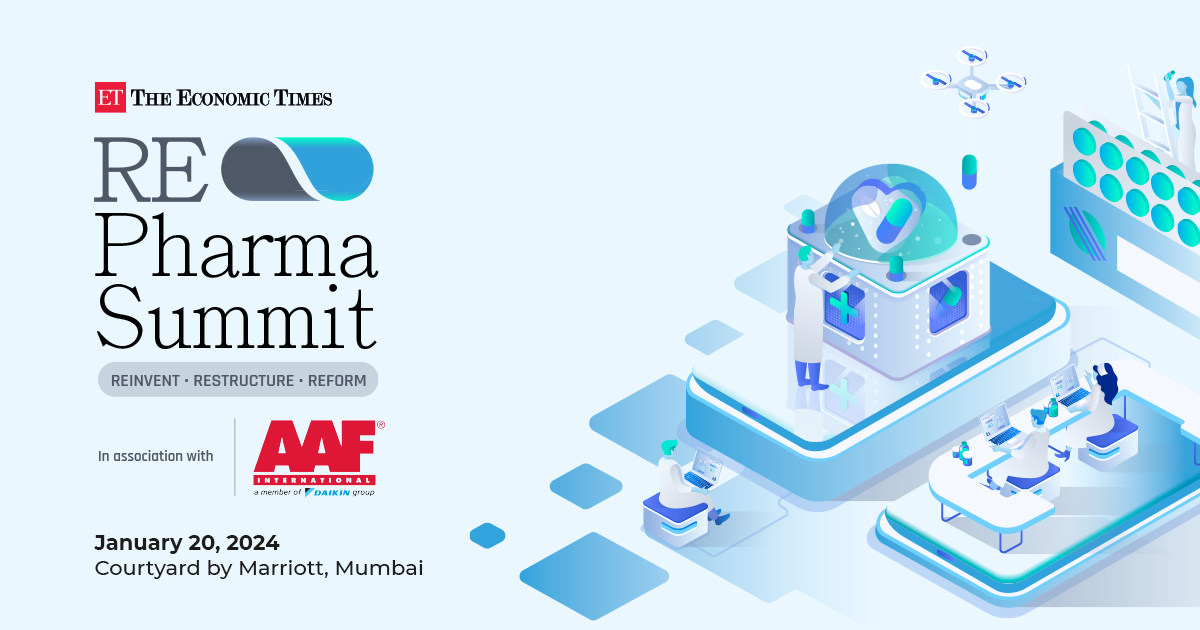 ET THE ECONOMIC TIMES
RE
Pharma
Summit
REINVENT • RESTRUCTURE • REFORM
In association with
AAF®
INTERNATIONAL
a member of DAIKIN group
January 20, 2024
Courtyard by Marriott, Mumbai